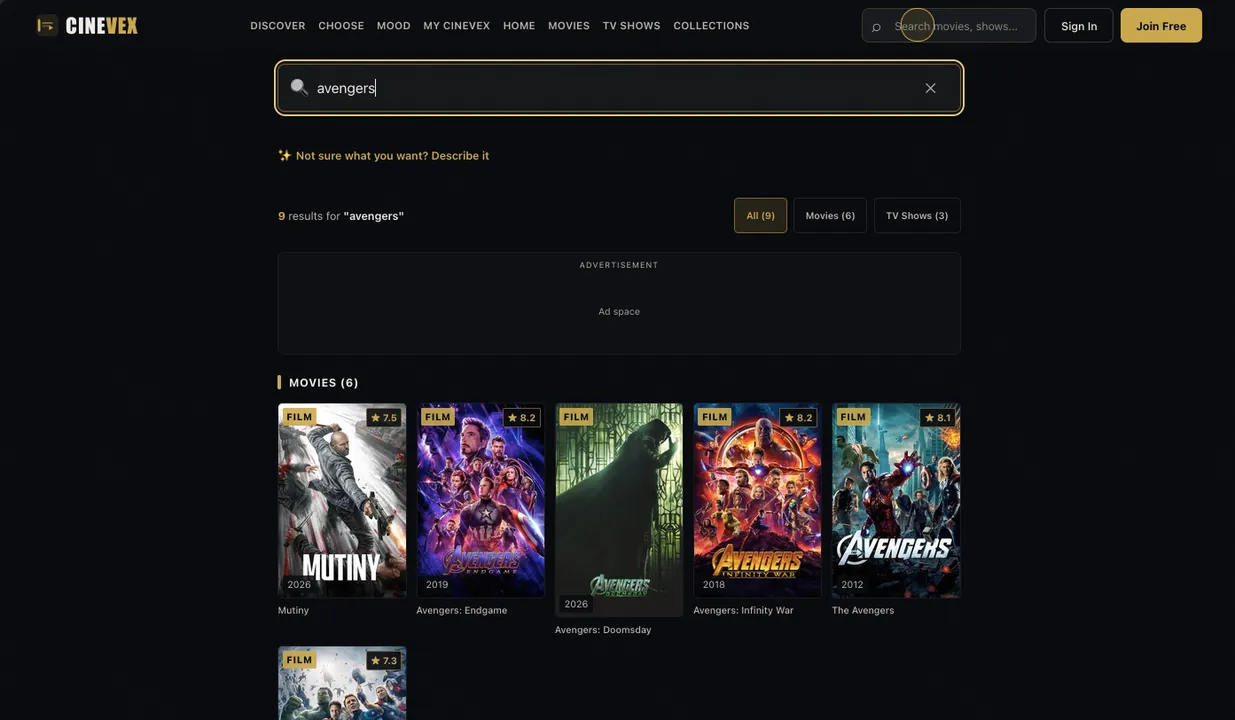 CINEVEX
DISCOVER CHOOSE MOOD MY CINEVEX HOME MOVIES TV SHOWS COLLECTIONS
Search movies, shows...
Sign In
Join Free
avengers
✨ Not sure what you want? Describe it
9 results for "avengers"
All (9) Movies (6) TV Shows (3)
ADVERTISEMENT
Ad space
MOVIES (6)
FILM ★ 7.5
MUTINY
2026
Mutiny
FILM ★ 8.2
AVENGERS
ENDGAME
2019
Avengers: Endgame
FILM
AVENGERS
DOOMSDAY
2026
Avengers: Doomsday
FILM ★ 8.2
AVENGERS
INFINITY WAR
2018
Avengers: Infinity War
FILM ★ 8.1
AVENGERS
2012
The Avengers
FILM ★ 7.3